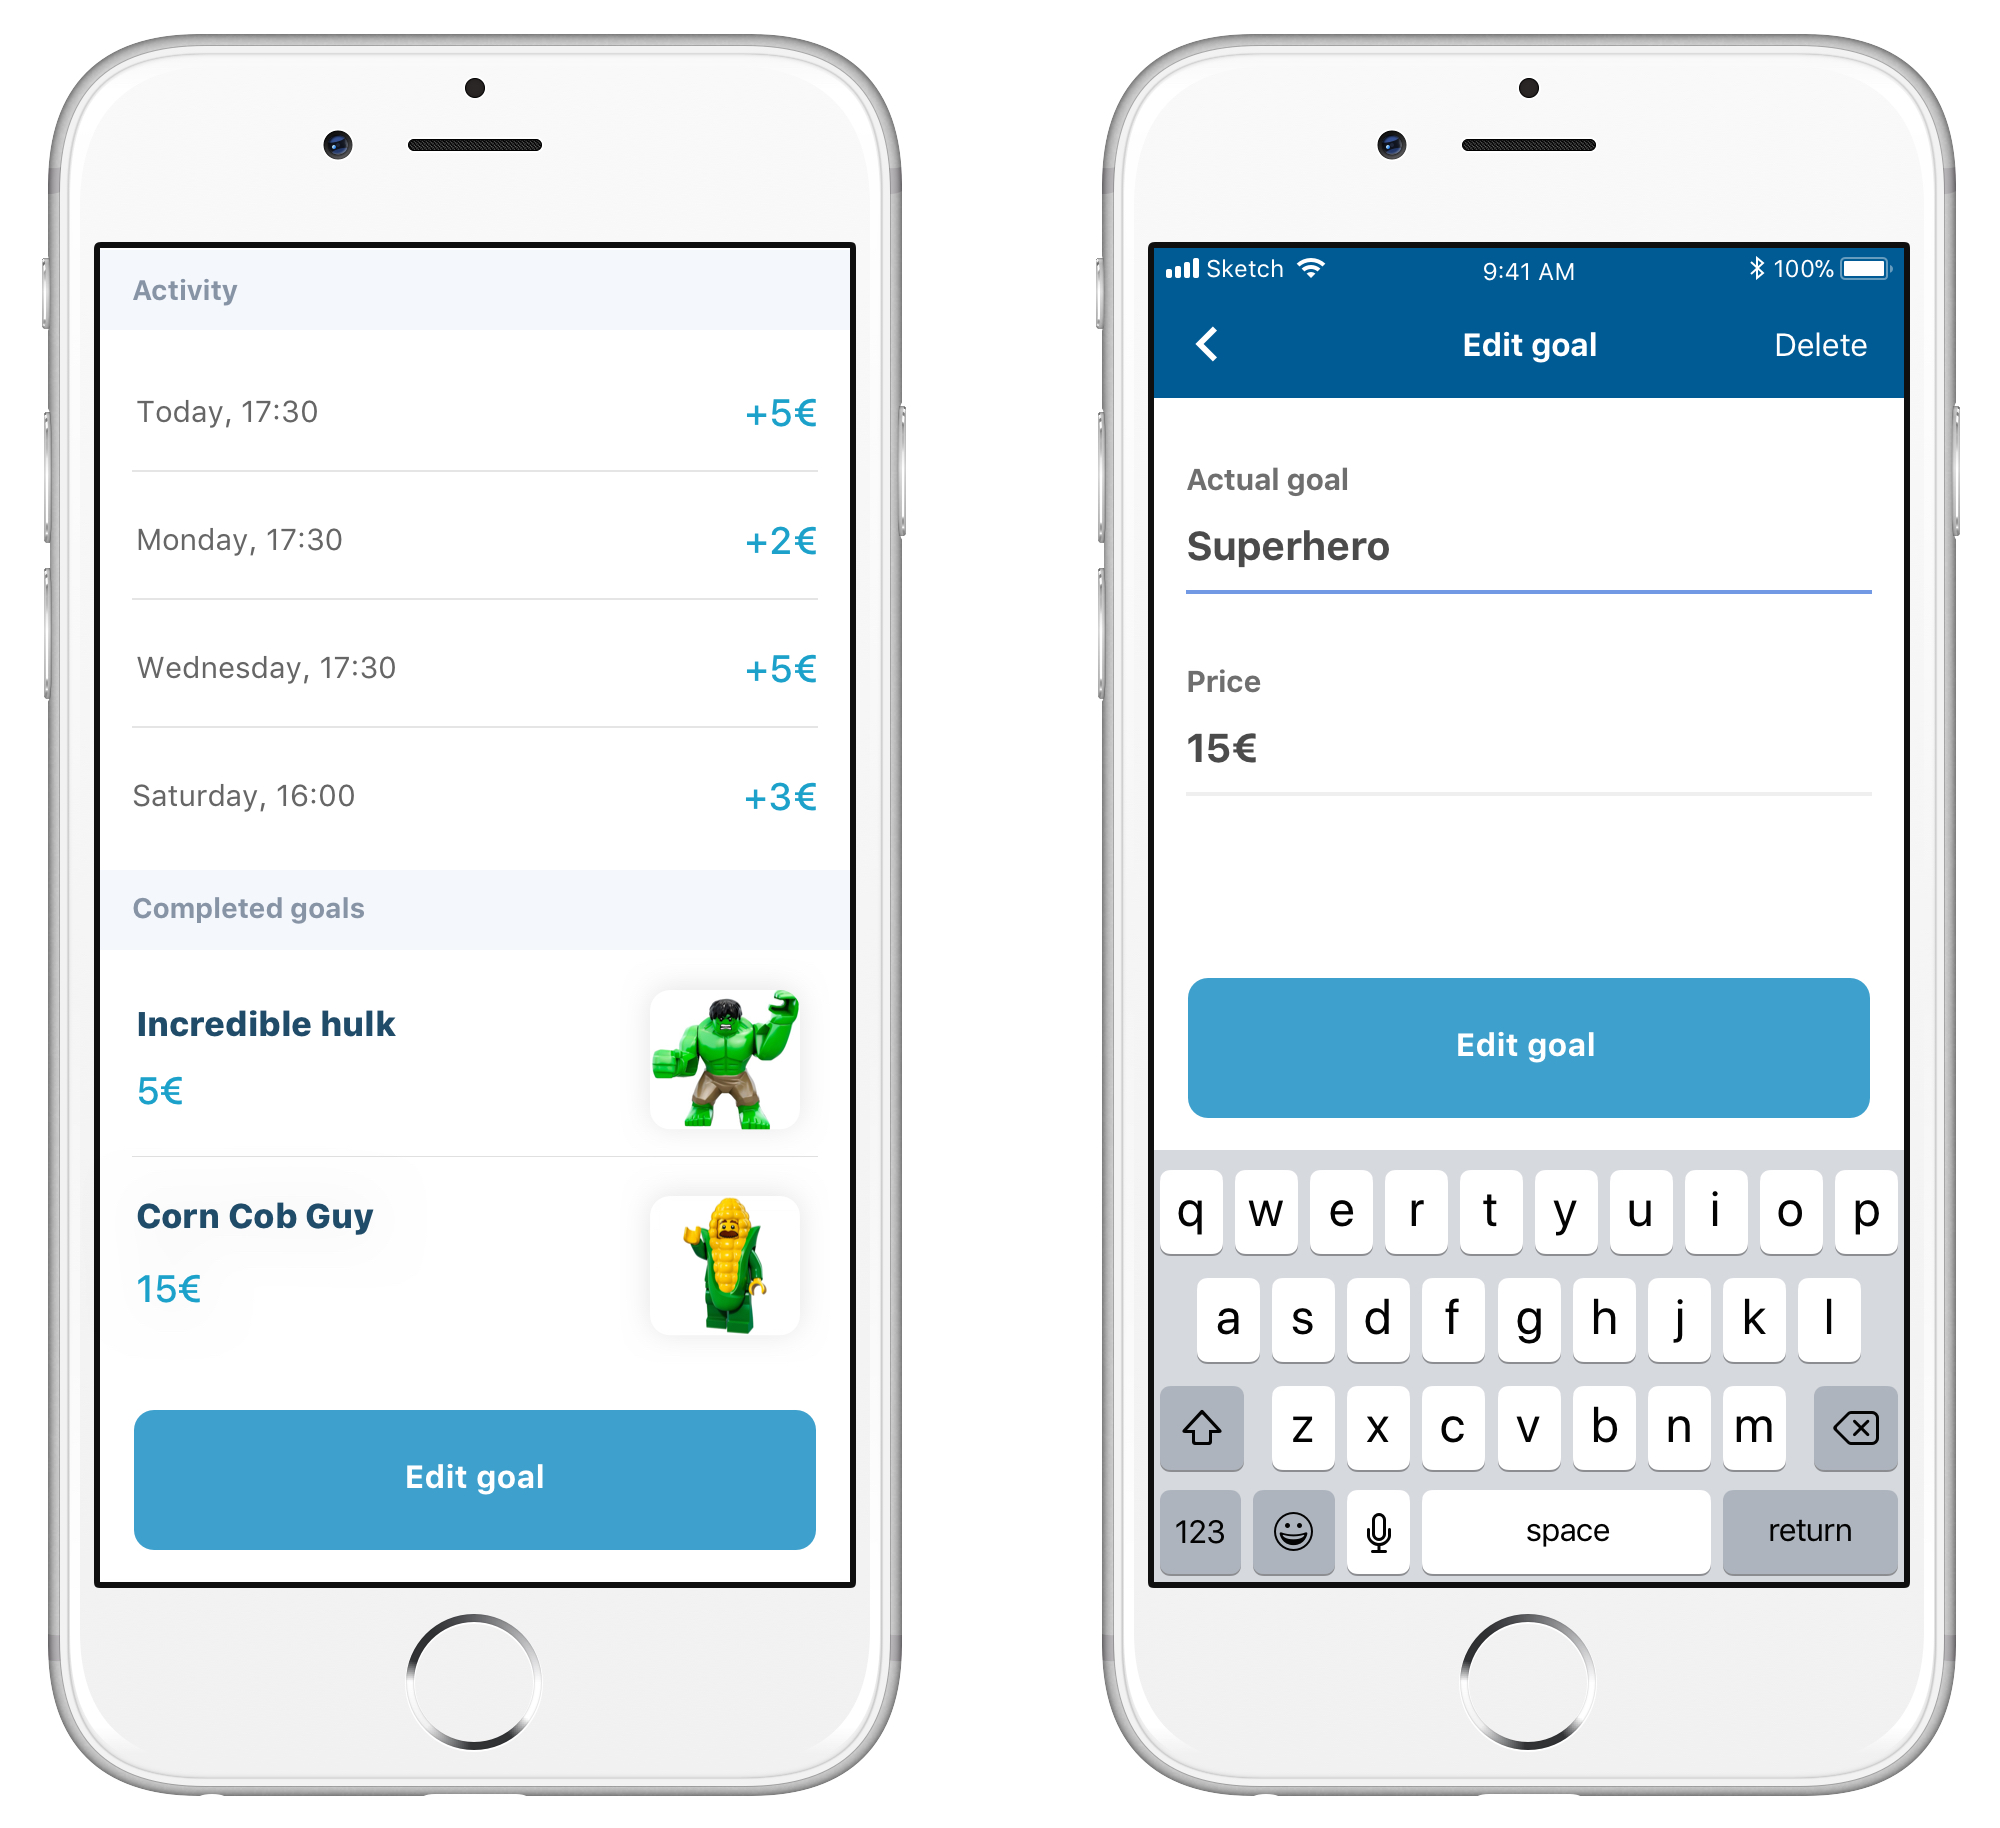 Activity
Today, 17:30 +5€
Monday, 17:30 +2€
Wednesday, 17:30 +5€
Saturday, 16:00 +3€
Completed goals
Incredible hulk
5€
Corn Cob Guy
15€
Edit goal
Sketch 9:41 AM 100%
Edit goal Delete
Actual goal
Superhero
Price
15€
Edit goal
q w e r t y u i o p
a s d f g h j k l
z x c v b n m
123 space return